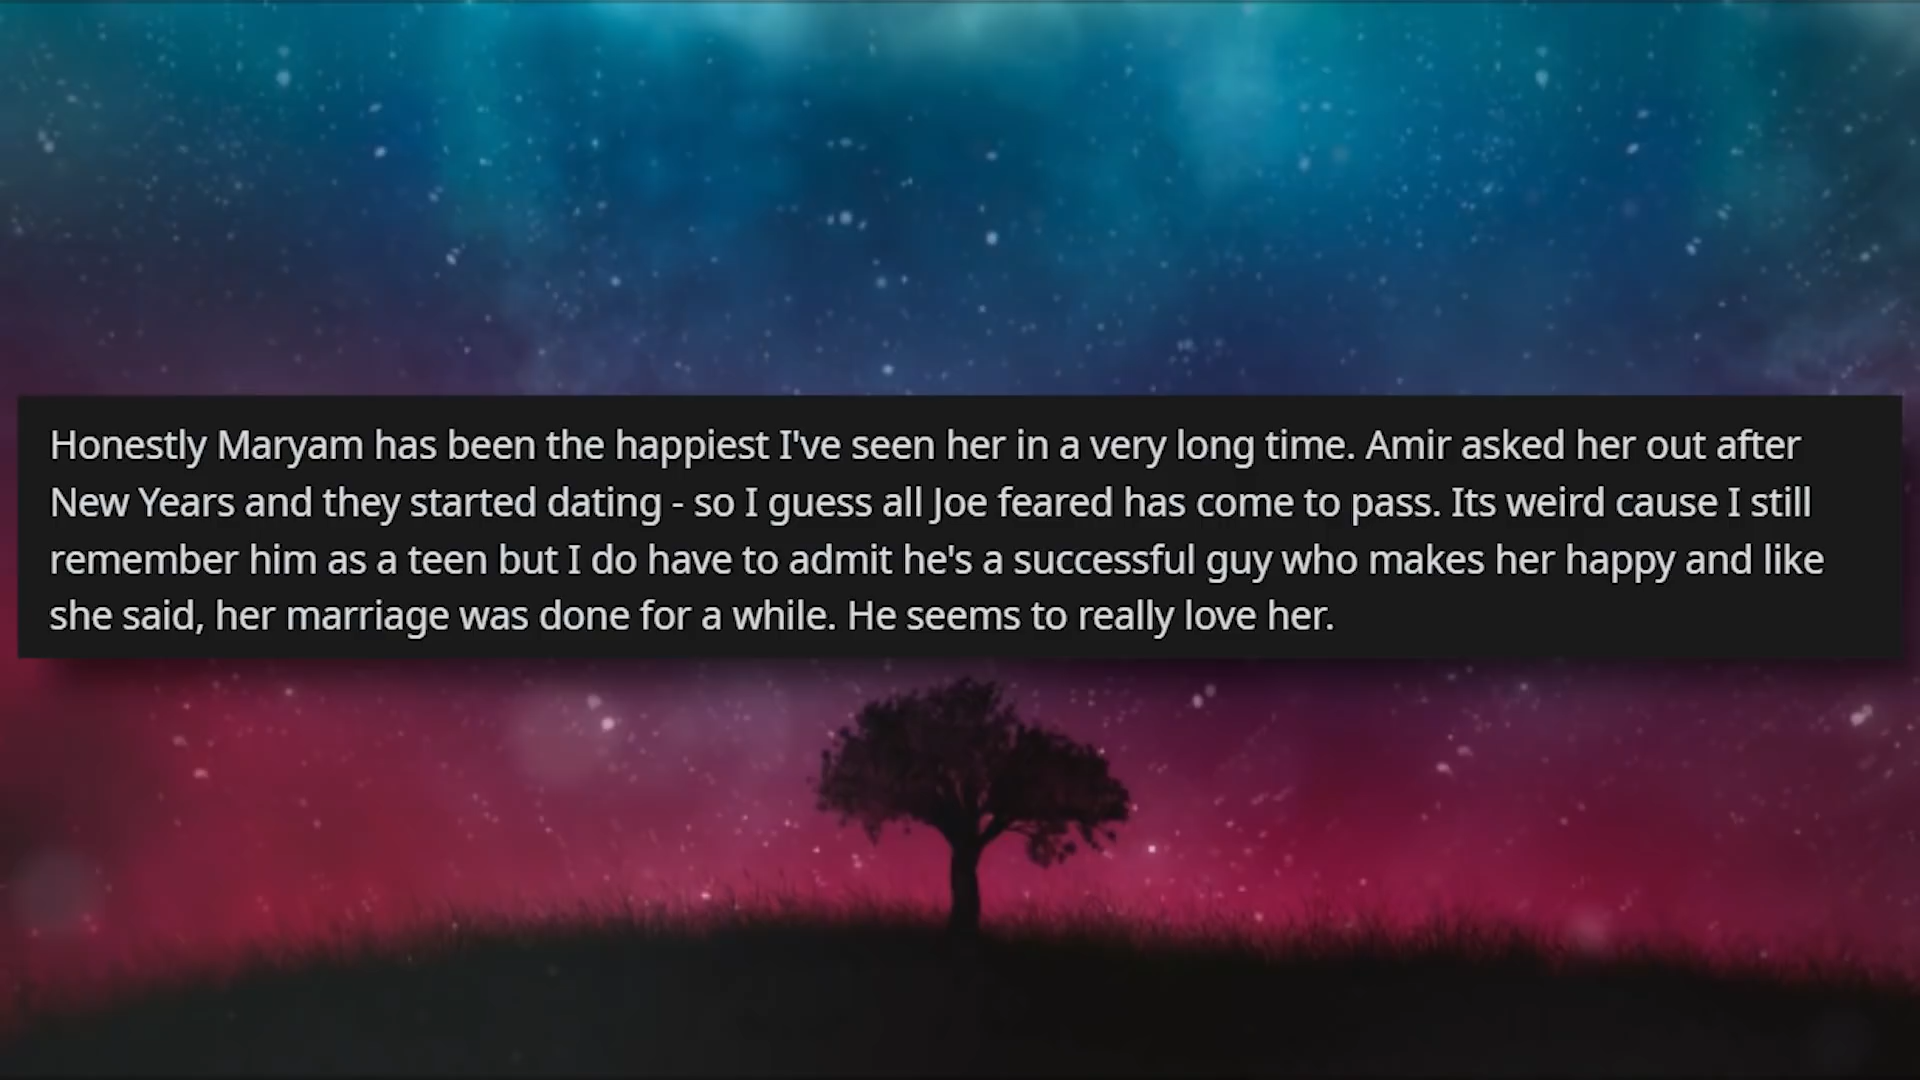 Honestly Maryam has been the happiest I've seen her in a very long time. Amir asked her out after
New Years and they started dating - so I guess all Joe feared has come to pass. Its weird cause I still
remember him as a teen but I do have to admit he's a successful guy who makes her happy and like
she said, her marriage was done for a while. He seems to really love her.